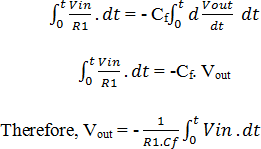 ∫₀ᵗ Vin/R1 . dt = - Cf∫₀ᵗ d Vout/dt dt
∫₀ᵗ Vin/R1 . dt = -Cf. Vout
Therefore, Vout = - 1/R1.Cf ∫₀ᵗ Vin .dt